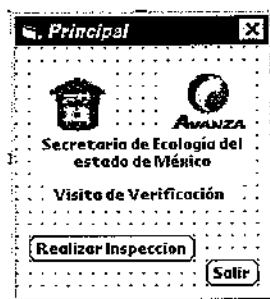 Principal
AVANZA
Secretaria de Ecología del
estado de México
Visita de Verificación
Realizar Inspeccion
Salir